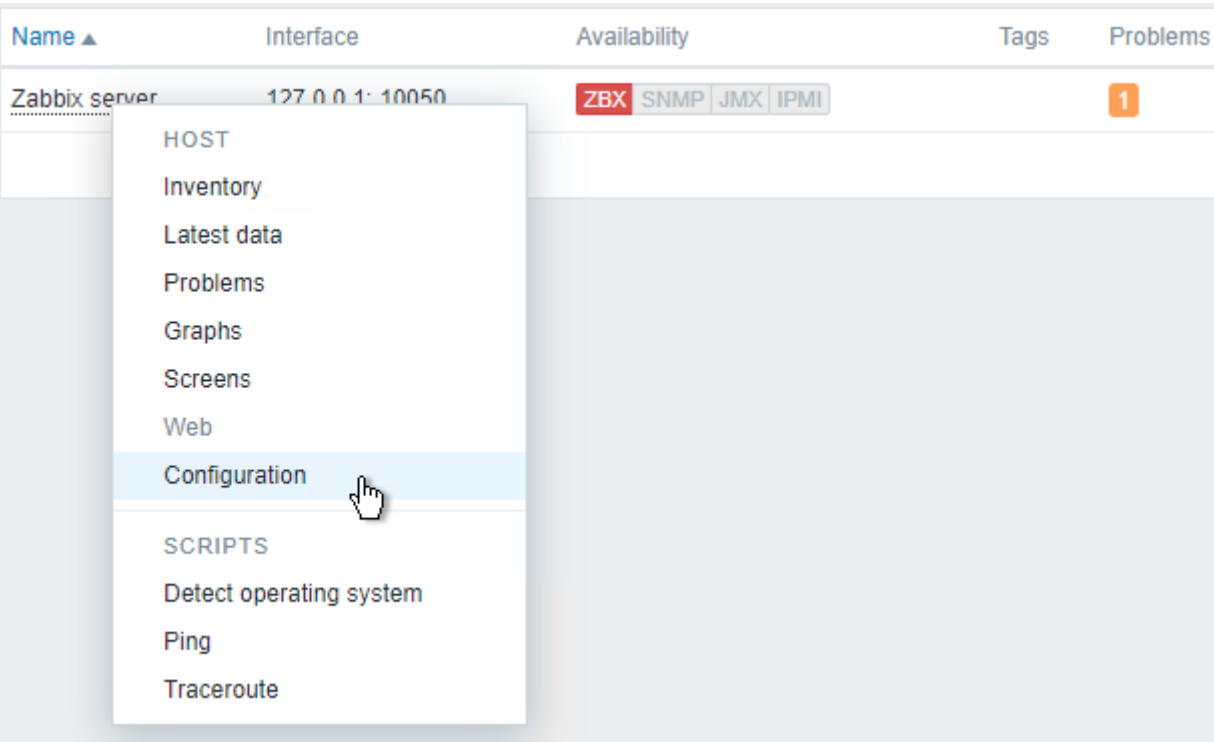 Name ▲ Interface Availability Tags Problems
Zabbix server 127.0.0.1: 10050 ZBX SNMP JMX IPMI 1
HOST
Inventory
Latest data
Problems
Graphs
Screens
Web
Configuration
SCRIPTS
Detect operating system
Ping
Traceroute